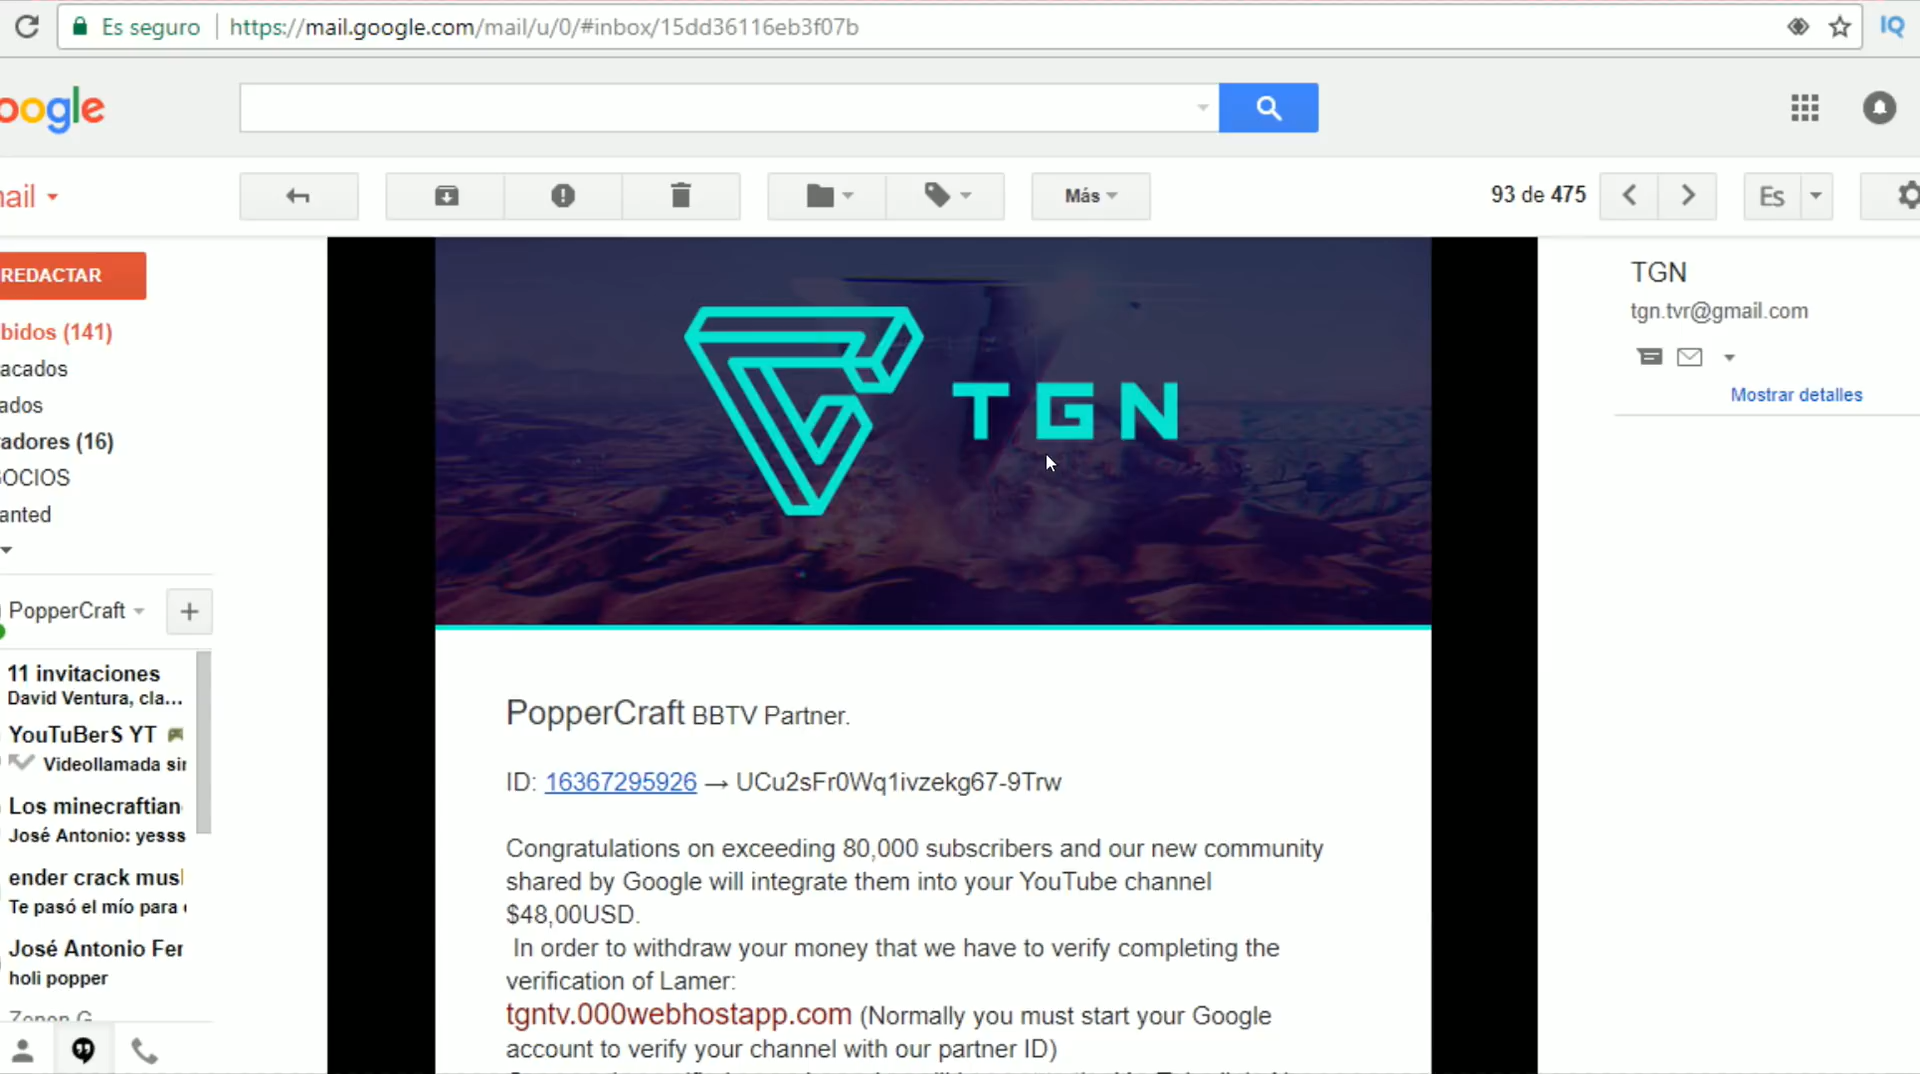 Es seguro
https://mail.google.com/mail/u/0/#inbox/15dd36116eb3f07b
IQ
oogle
ail
Más
93 de 475
Es
REDACTAR
bidos (141)
acados
ados
adores (16)
OCIOS
anted
PopperCraft
+
11 invitaciones
David Ventura, cla...
YouTuBerS YT
Videollamada sin
Los minecraftian
José Antonio: yesss
ender crack musl
Te pasó el mío para
José Antonio Fer
holi popper
Zenon G
TGN
TGN
tgn.tvr@gmail.com
Mostrar detalles
PopperCraft BBTV Partner.
ID: 16367295926 → UCu2sFr0Wq1ivzekg67-9Trw
Congratulations on exceeding 80,000 subscribers and our new community
shared by Google will integrate them into your YouTube channel
$48,00USD.
In order to withdraw your money that we have to verify completing the
verification of Lamer:
tgntv.000webhostapp.com (Normally you must start your Google
account to verify your channel with our partner ID)